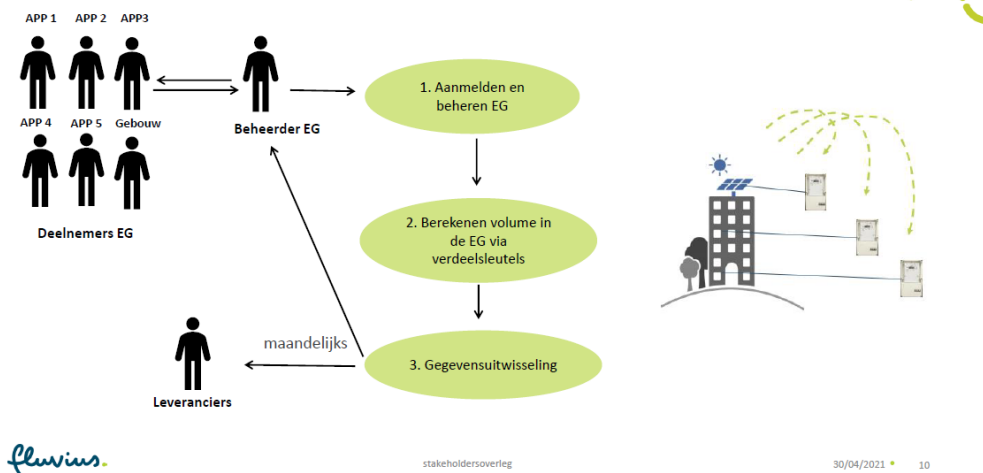 APP 1 APP 2 APP3
APP 4 APP 5 Gebouw
Deelnemers EG
Beheerder EG
1. Aanmelden en
beheren EG
2. Berekenen volume in
de EG via
verdeelsleutels
3. Gegevensuitwisseling
maandelijks
Leveranciers
fluvius.
stakeholdersoverleg
30/04/2021
10